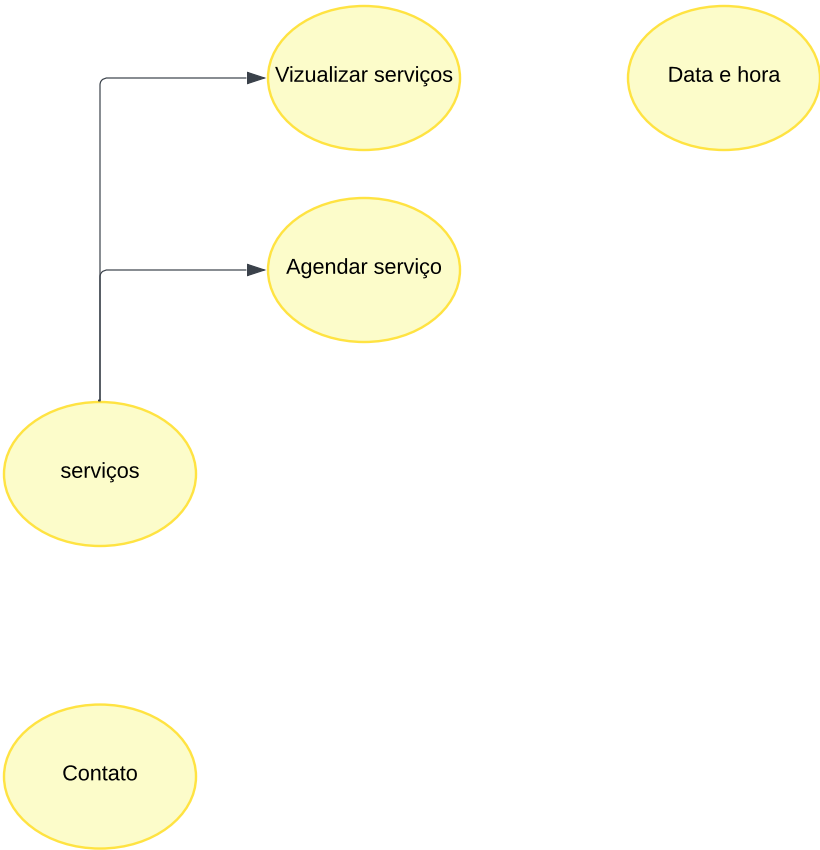 Vizualizar serviços
Data e hora
Agendar serviço
serviços
Contato